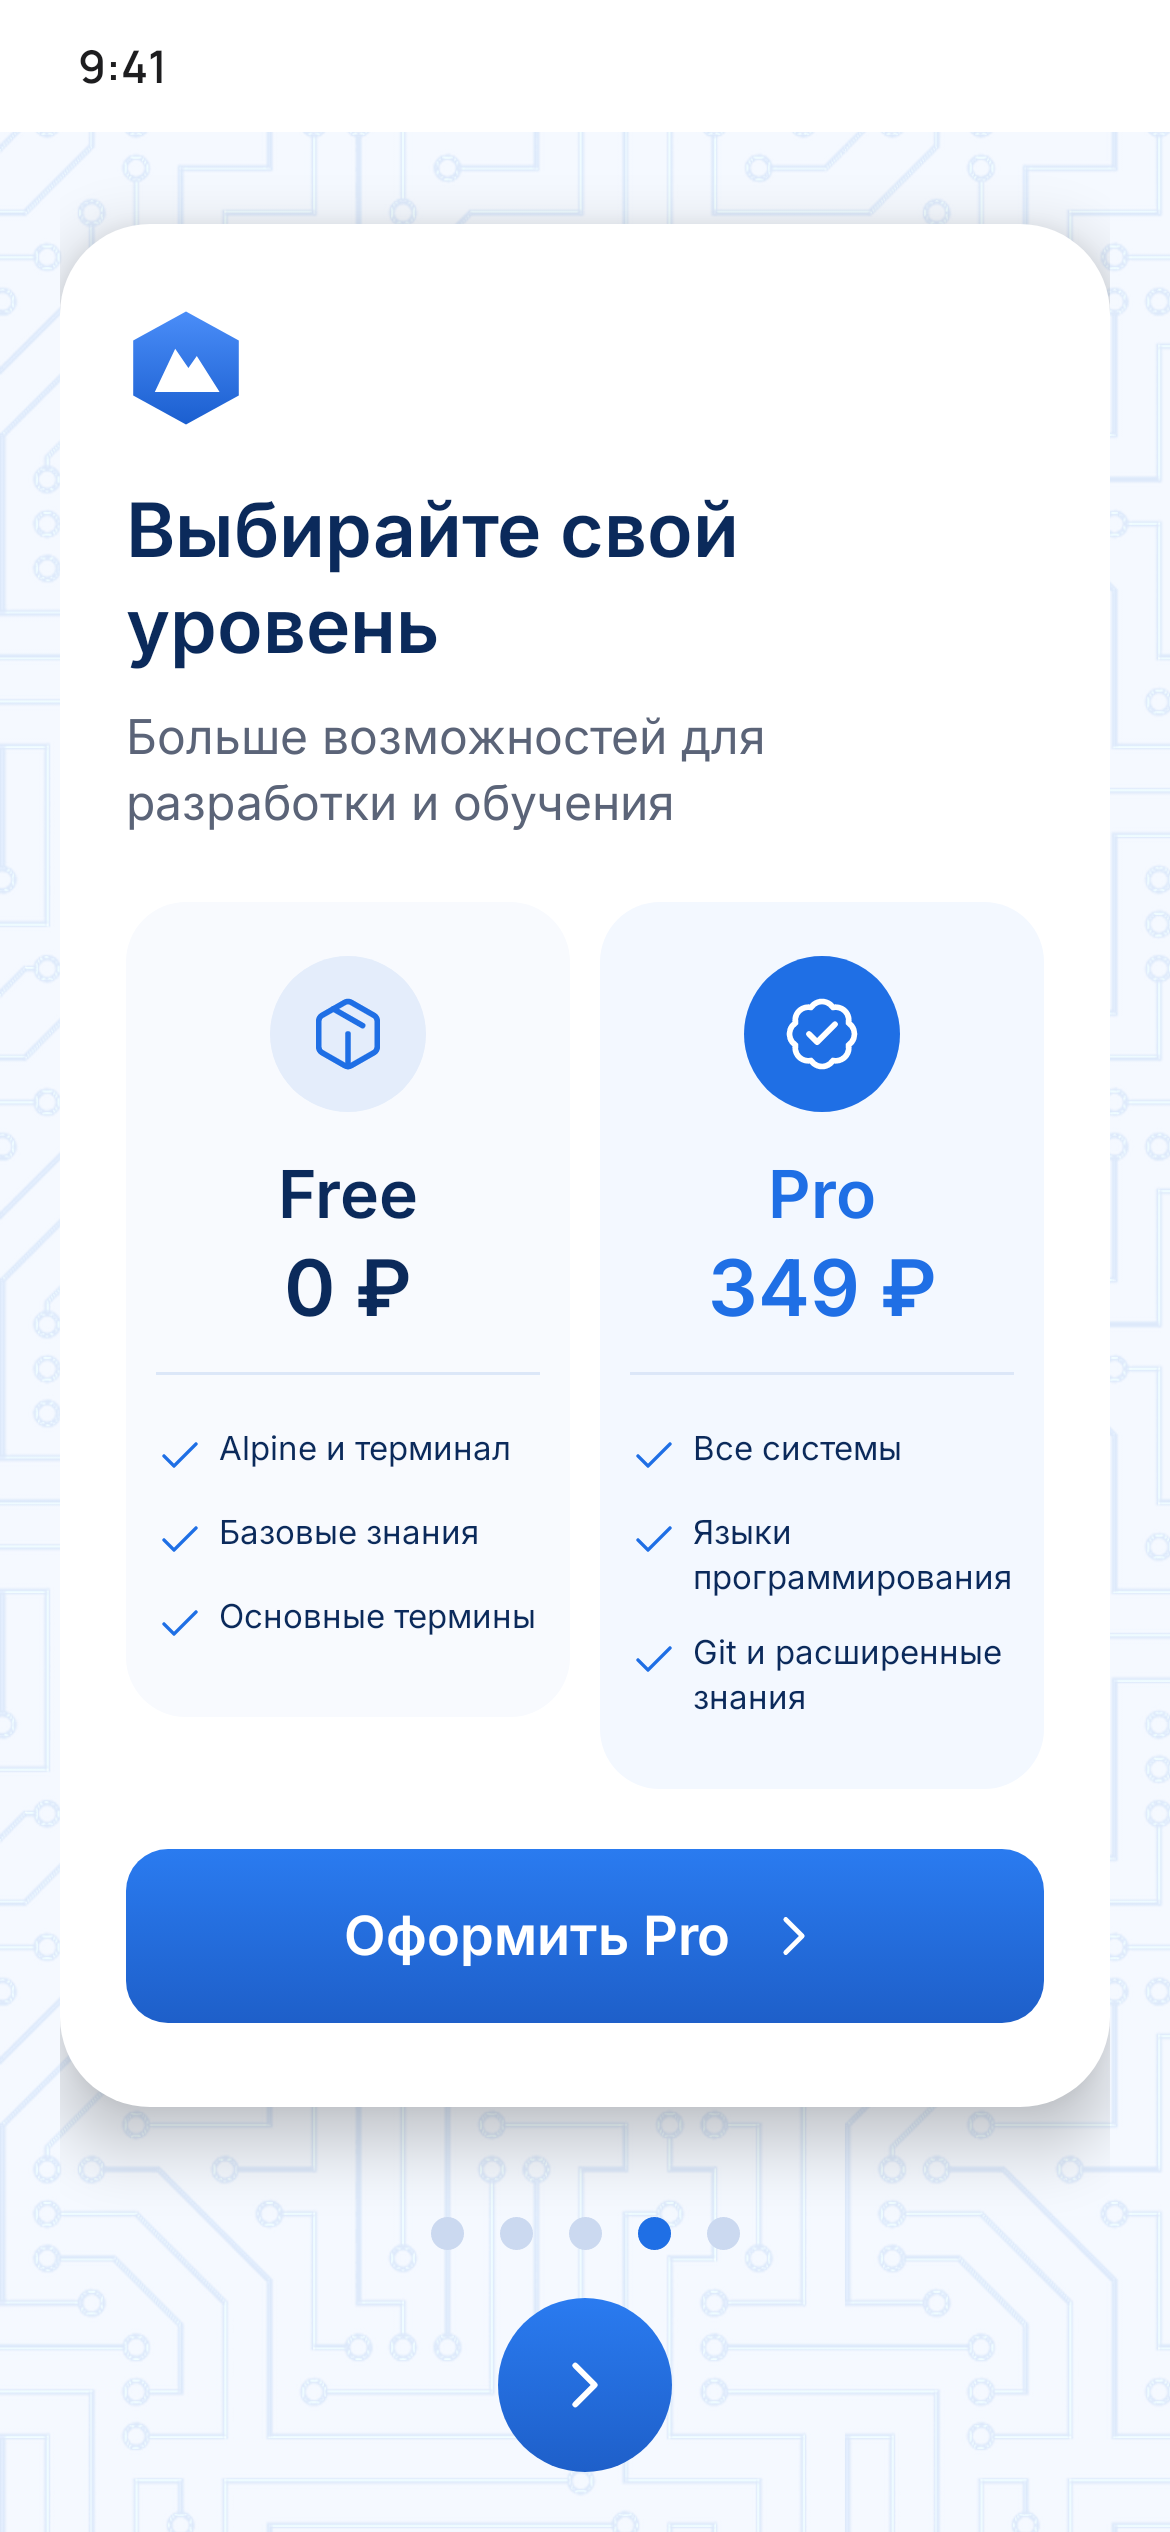 9:41
Выбирайте свой
уровень
Больше возможностей для
разработки и обучения
Free
0 ₽
Alpine и терминал
Базовые знания
Основные термины
Pro
349 ₽
Все системы
Языки
программирования
Git и расширенные
знания
Оформить Pro